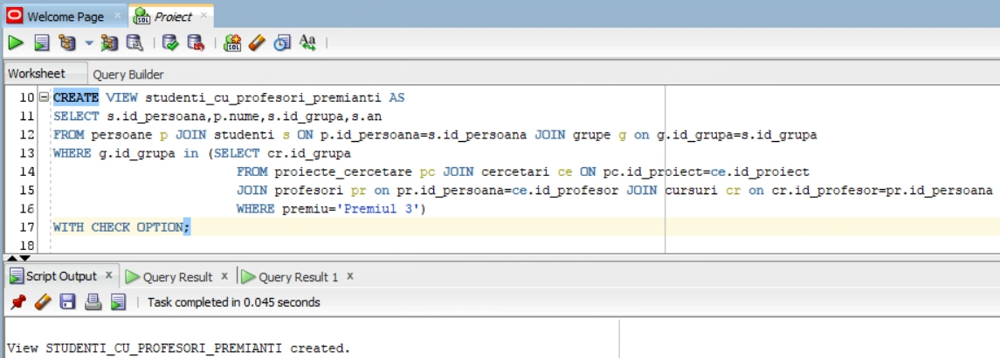 Welcome Page × Proiect ×
Worksheet Query Builder
10 CREATE VIEW studenti_cu_profesori_premianti AS
11 SELECT s.id_persoana,p.nume,s.id_grupa,s.an
12 FROM persoane p JOIN studenti s ON p.id_persoana=s.id_persoana JOIN grupe g on g.id_grupa=s.id_grupa
13 WHERE g.id_grupa in (SELECT cr.id_grupa
14 FROM proiecte_cercetare pc JOIN cercetari ce ON pc.id_proiect=ce.id_proiect
15 JOIN profesori pr on pr.id_persoana=ce.id_profesor JOIN cursuri cr on cr.id_profesor=pr.id_persoana
16 WHERE premiu='Premiul 3')
17 WITH CHECK OPTION;
18
Script Output × Query Result × Query Result 1 ×
Task completed in 0.045 seconds
View STUDENTI_CU_PROFESORI_PREMIANTI created.